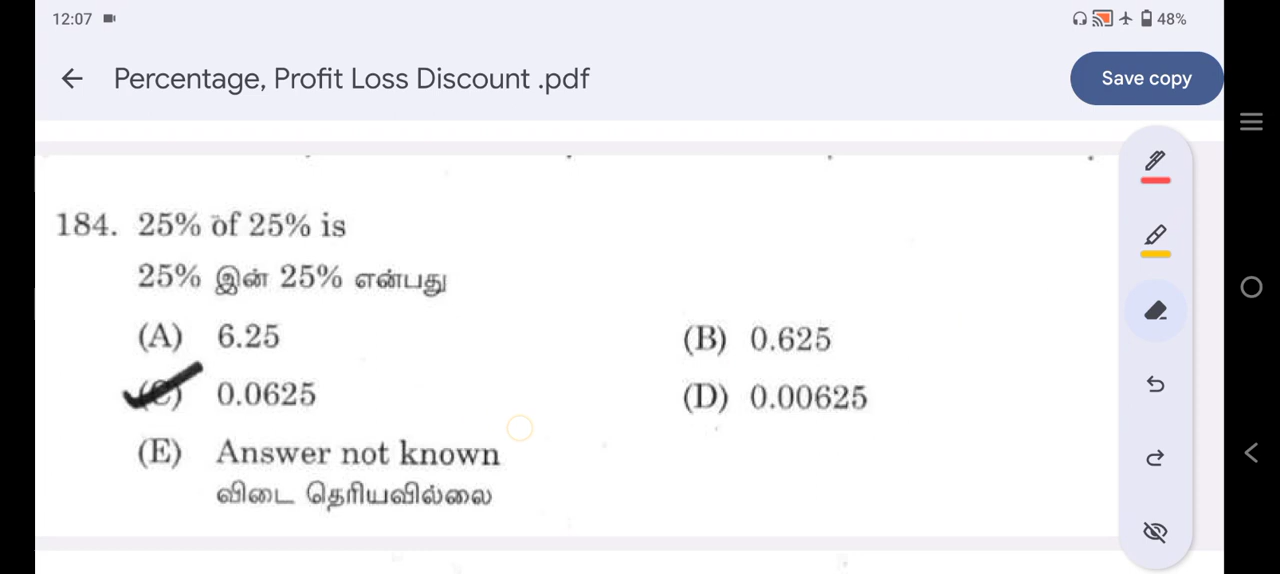 12:07
48%
Percentage, Profit Loss Discount .pdf
Save copy
184. 25% of 25% is
25% இன் 25% என்பது
(A) 6.25
(B) 0.625
(C) 0.0625
(D) 0.00625
(E) Answer not known
விடை தெரியவில்லை